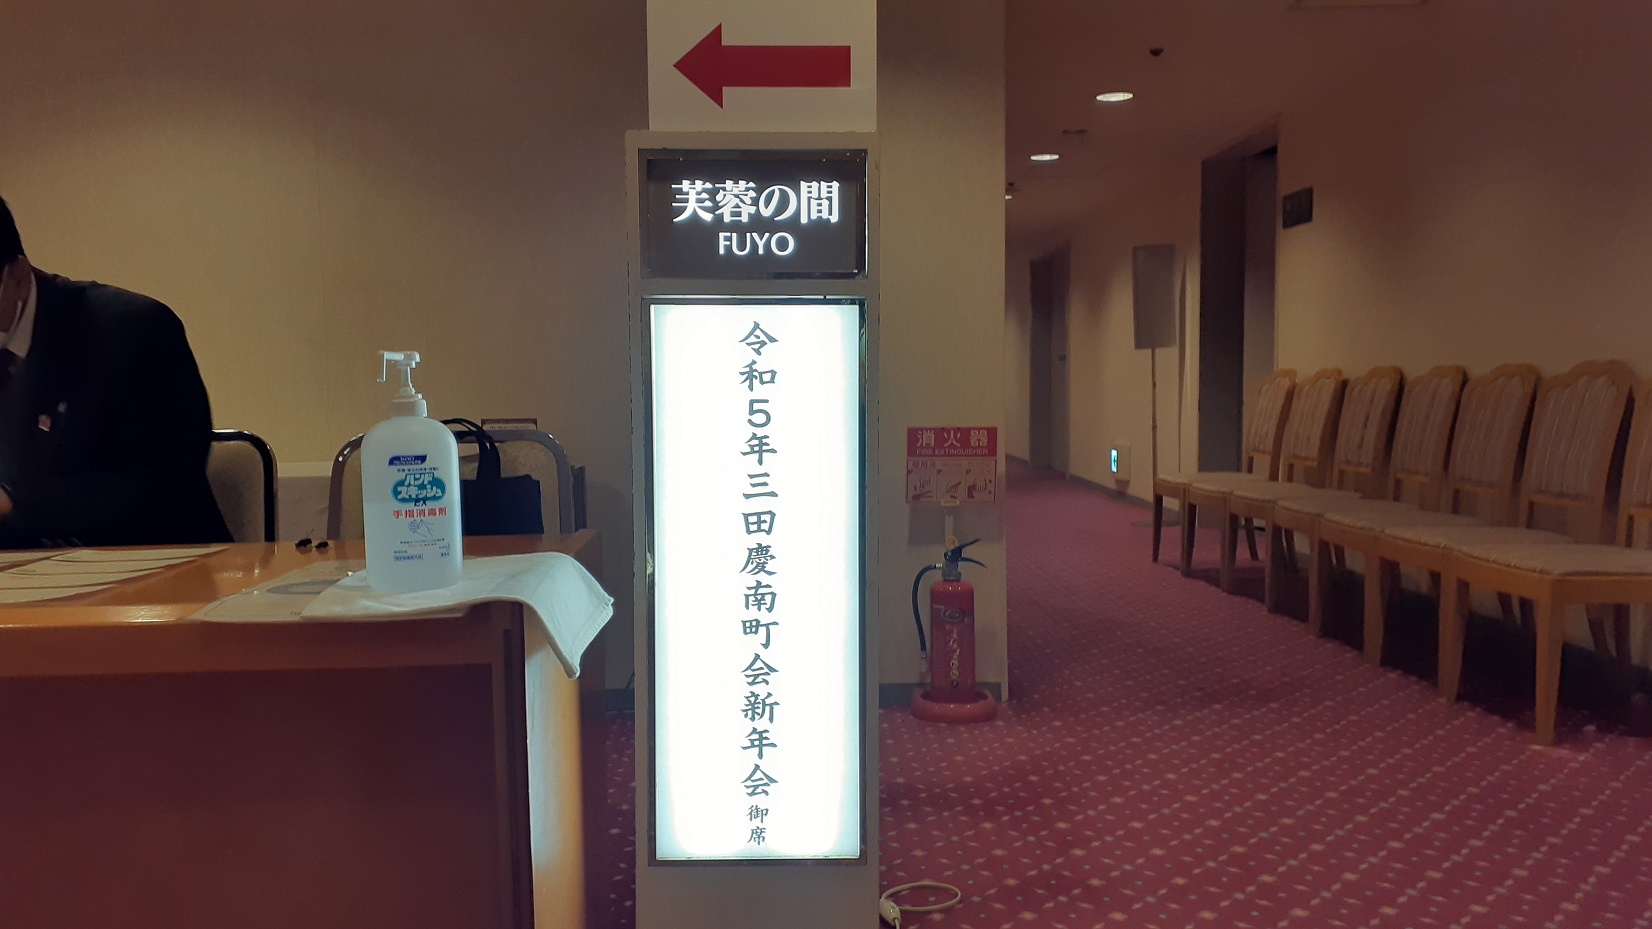 芙蓉の間
FUYO
令和5年三田慶南町会新年会御席
ハンド
スキッシュ
EX
手指消毒剤
消火器
FIRE EXTINGUISHER